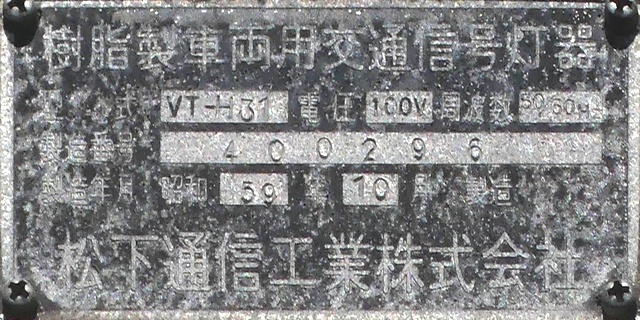 樹脂製車両用交通信号灯器
型式 VT-H31 電圧 100V 周波数 50 60Hz
製造番号 400296
製造年月 昭和 59 年 10 月 製造
松下通信工業株式会社